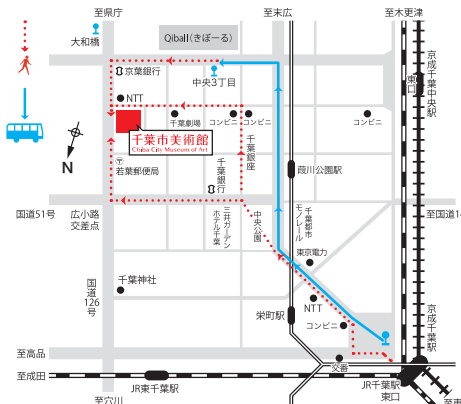 至県庁
至末広
至木更津
大和橋
Qiball(きぼーる)
京葉銀行
中央3丁目
京成千葉中央駅
東口
NTT
千葉劇場
コンビニ
コンビニ
コンビニ
千葉市美術館
Chiba City Museum of Art
千葉銀座
N
若葉郵便局
千葉銀行
葭川公園駅
国道51号
広小路
交差点
三井ガーデン
ホテル千葉
中央公園
千葉都市
モノレール
至国道14
東京電力
国道126号
千葉神社
NTT
栄町駅
コンビニ
京成千葉駅
至高品
交番
至成田
JR東千葉駅
JR千葉駅
東口
至穴川